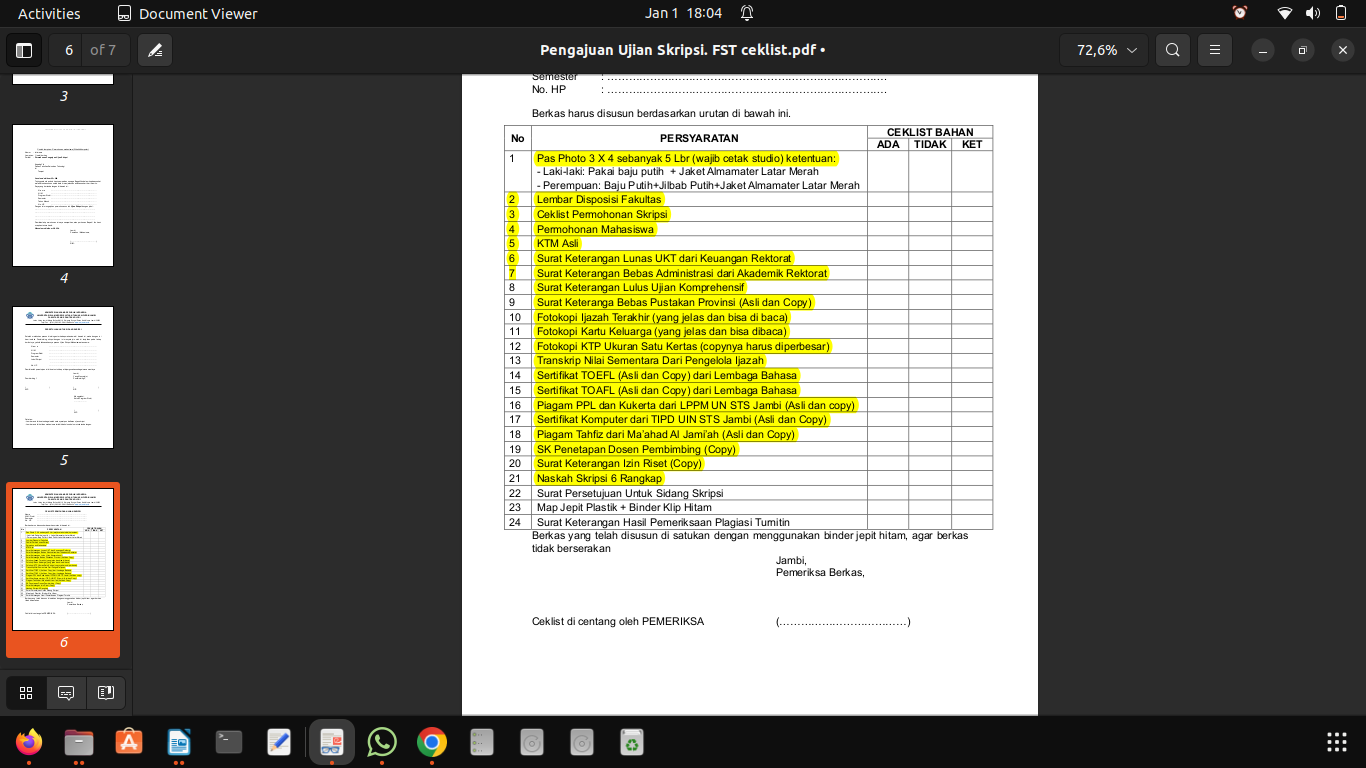 Activities Document Viewer Jan 1 18:04
6 of 7 Pengajuan Ujian Skripsi. FST ceklist.pdf • 72,6%
3
4
5
6
Semester : ……………………………………………………………………
No. HP : ……………………………………………………………………
Berkas harus disusun berdasarkan urutan di bawah ini.
No PERSYARATAN CEKLIST BAHAN
ADA TIDAK KET
1 Pas Photo 3 X 4 sebanyak 5 Lbr (wajib cetak studio) ketentuan:
- Laki-laki: Pakai baju putih + Jaket Almamater Latar Merah
- Perempuan: Baju Putih+Jilbab Putih+Jaket Almamater Latar Merah
2 Lembar Disposisi Fakultas
3 Ceklist Permohonan Skripsi
4 Permohonan Mahasiswa
5 KTM Asli
6 Surat Keterangan Lunas UKT dari Keuangan Rektorat
7 Surat Keterangan Bebas Administrasi dari Akademik Rektorat
8 Surat Keterangan Lulus Ujian Komprehensif
9 Surat Keteranga Bebas Pustakan Provinsi (Asli dan Copy)
10 Fotokopi Ijazah Terakhir (yang jelas dan bisa di baca)
11 Fotokopi Kartu Keluarga (yang jelas dan bisa dibaca)
12 Fotokopi KTP Ukuran Satu Kertas (copynya harus diperbesar)
13 Transkrip Nilai Sementara Dari Pengelola Ijazah
14 Sertifikat TOEFL (Asli dan Copy) dari Lembaga Bahasa
15 Sertifikat TOAFL (Asli dan Copy) dari Lembaga Bahasa
16 Piagam PPL dan Kukerta dari LPPM UN STS Jambi (Asli dan copy)
17 Sertifikat Komputer dari TIPD UIN STS Jambi (Asli dan Copy)
18 Piagam Tahfiz dari Ma'ahad Al Jami'ah (Asli dan Copy)
19 SK Penetapan Dosen Pembimbing (Copy)
20 Surat Keterangan Izin Riset (Copy)
21 Naskah Skripsi 6 Rangkap
22 Surat Persetujuan Untuk Sidang Skripsi
23 Map Jepit Plastik + Binder Klip Hitam
24 Surat Keterangan Hasil Pemeriksaan Plagiasi Turnitin
Berkas yang telah disusun di satukan dengan menggunakan binder jepit hitam, agar berkas
tidak berserakan
Jambi,
Pemeriksa Berkas,
Ceklist di centang oleh PEMERIKSA (………………………………)